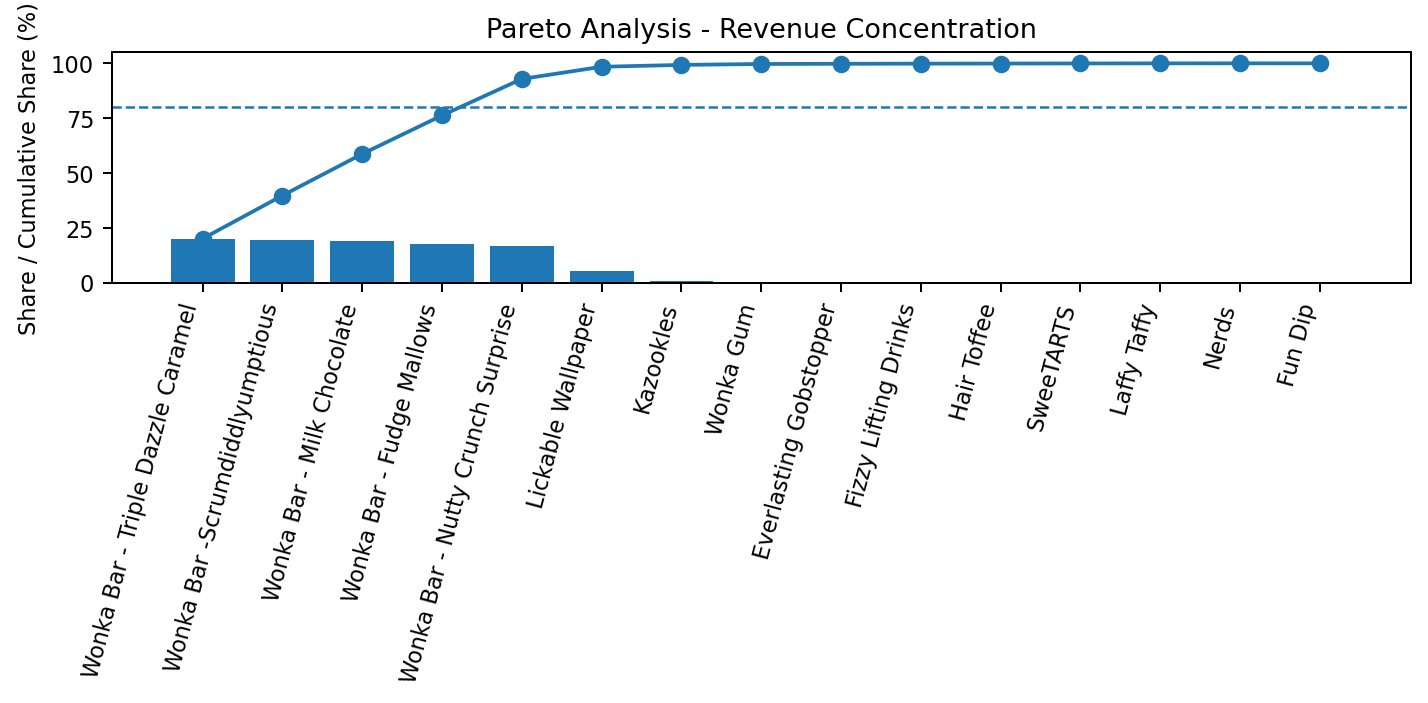 Pareto Analysis - Revenue Concentration
Share / Cumulative Share (%)
100
75
50
25
0
Wonka Bar - Triple Dazzle Caramel
Wonka Bar -Scrumdiddlyumptious
Wonka Bar - Milk Chocolate
Wonka Bar - Fudge Mallows
Wonka Bar - Nutty Crunch Surprise
Lickable Wallpaper
Kazookles
Wonka Gum
Everlasting Gobstopper
Fizzy Lifting Drinks
Hair Toffee
SweeTARTS
Laffy Taffy
Nerds
Fun Dip